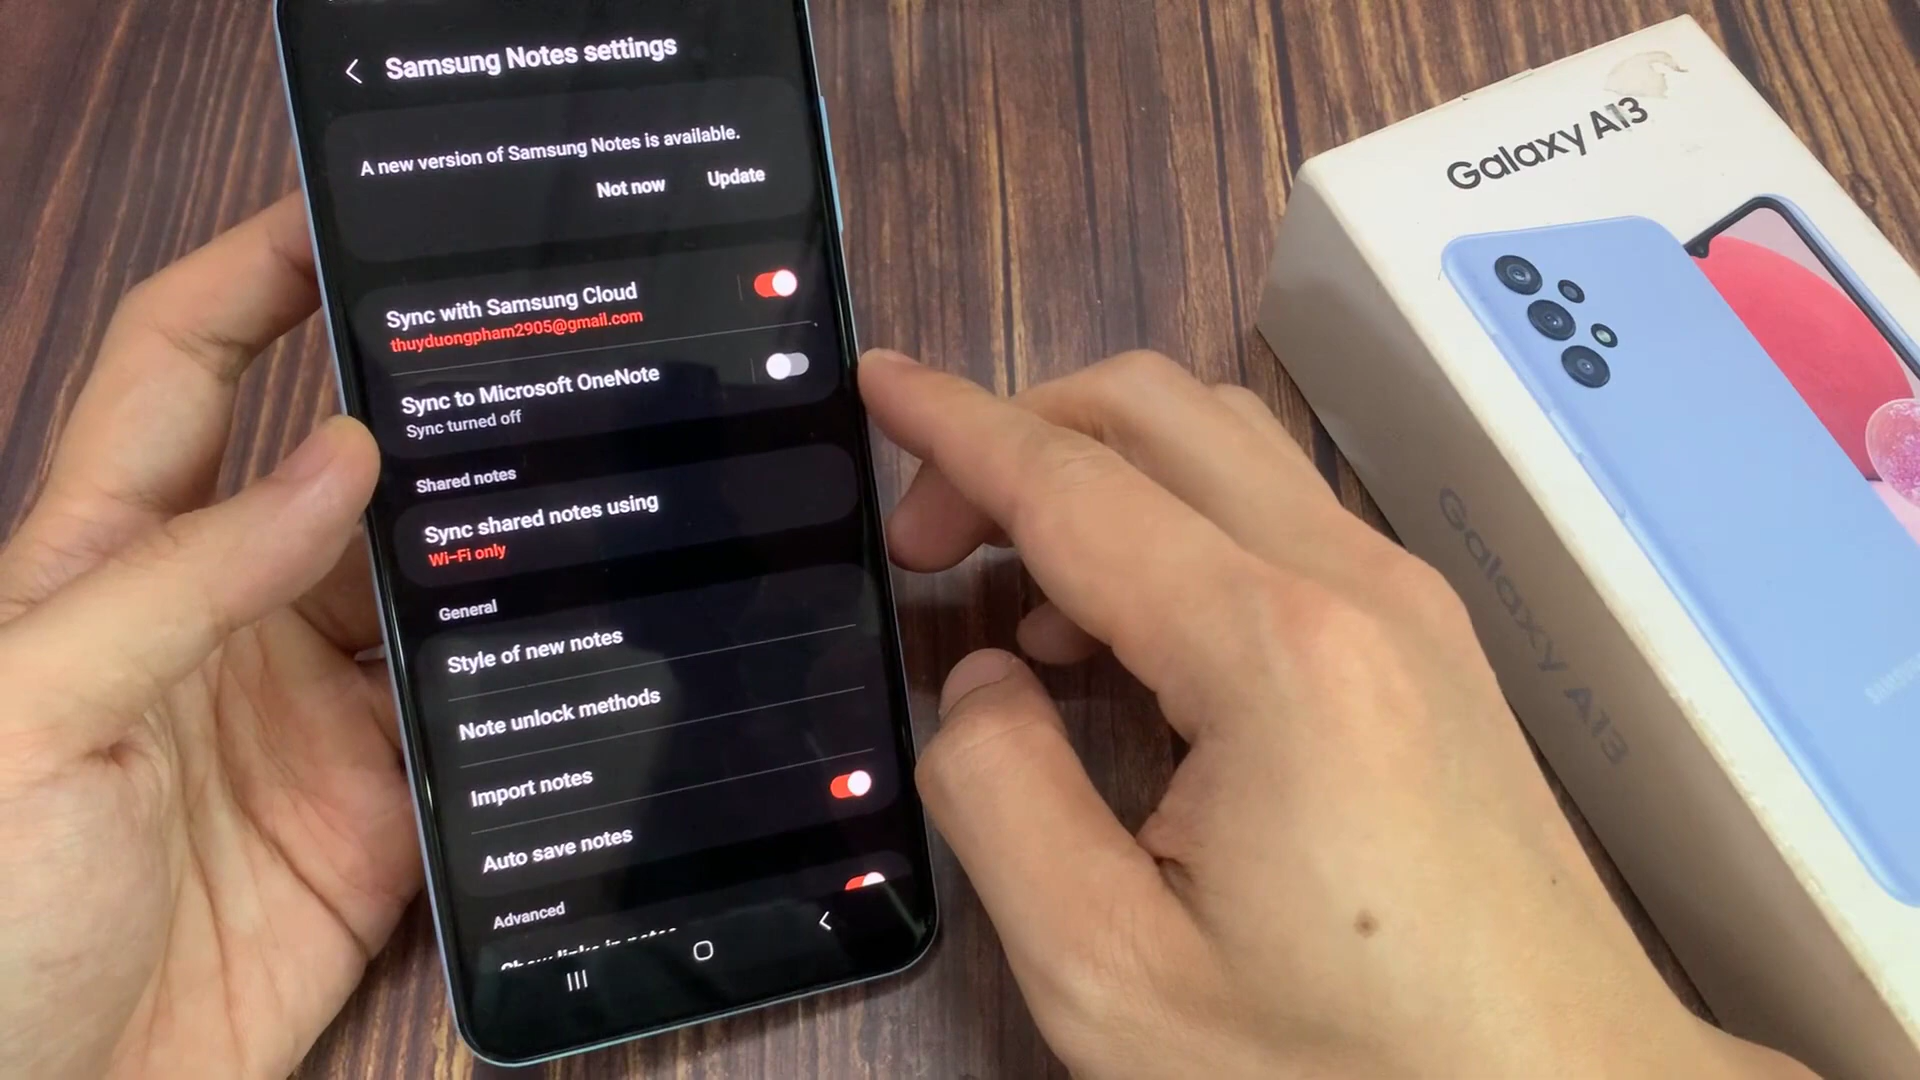 Samsung Notes settings
A new version of Samsung Notes is available.
Not now Update
Sync with Samsung Cloud
thuyduongpham2905@gmail.com
Sync to Microsoft OneNote
Sync turned off
Shared notes
Sync shared notes using
Wi-Fi only
General
Style of new notes
Note unlock methods
Import notes
Auto save notes
Advanced
Galaxy A13
Galaxy A13